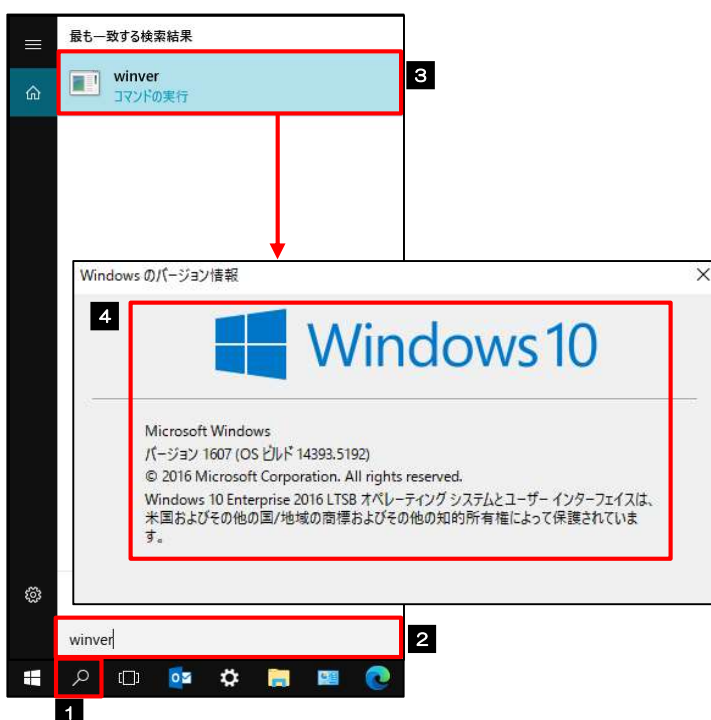 最も一致する検索結果
winver
コマンドの実行
3
Windows のバージョン情報
4
Windows 10
Microsoft Windows
バージョン 1607 (OS ビルド 14393.5192)
© 2016 Microsoft Corporation. All rights reserved.
Windows 10 Enterprise 2016 LTSB オペレーティング システムとユーザー インターフェイスは、
米国およびその他の国/地域の商標およびその他の知的所有権によって保護されていま
す。
winver
2
1